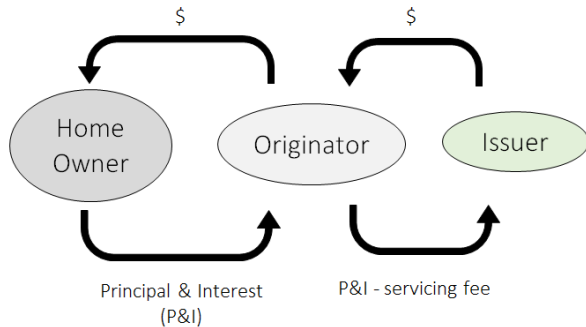 $
$
Home
Owner
Originator
Issuer
Principal & Interest
(P&I)
P&I - servicing fee